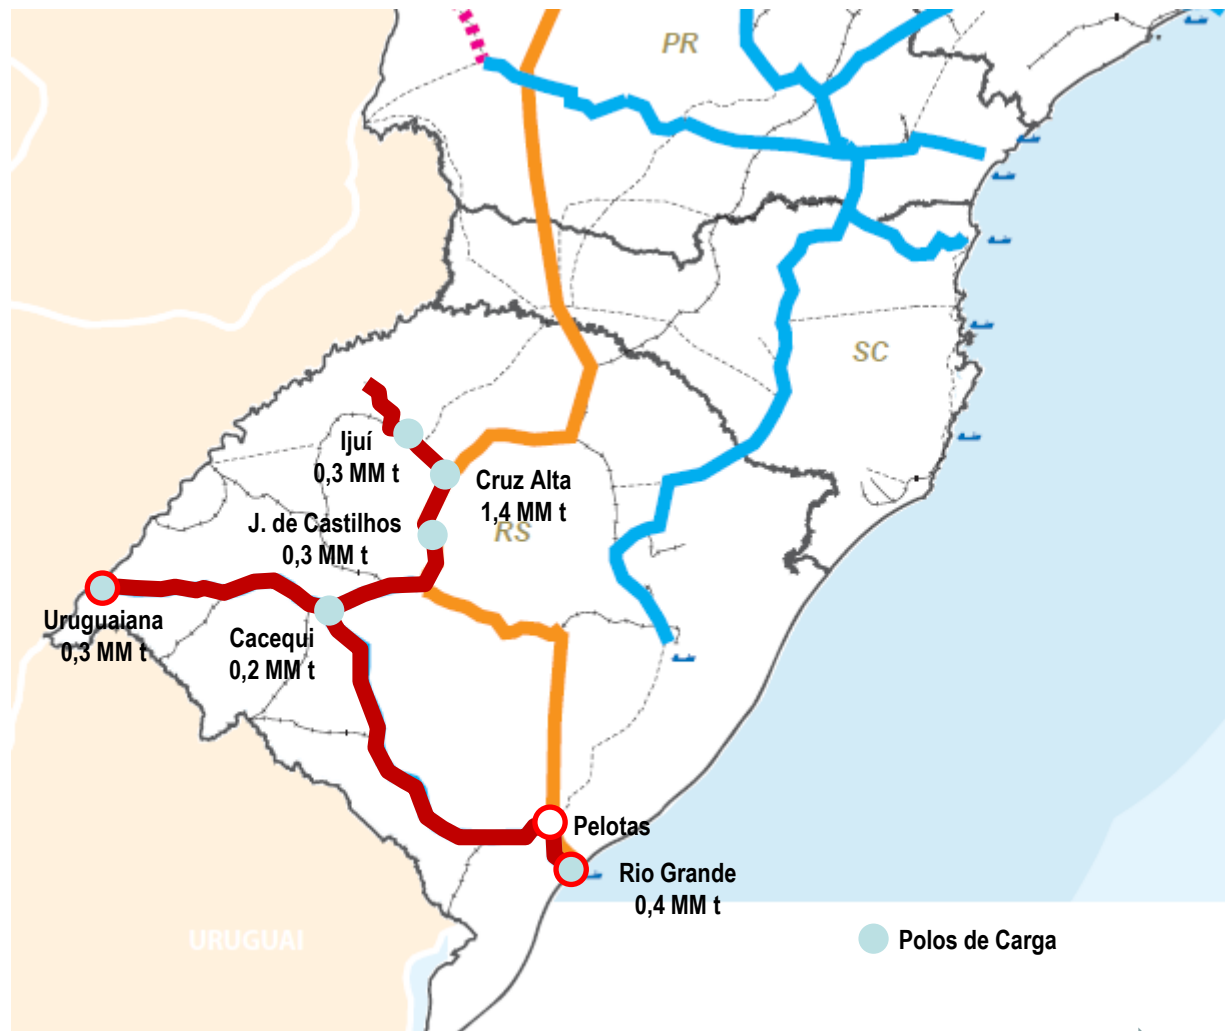 PR
SC
Ijuí
0,3 MM t
Cruz Alta
1,4 MM t
J. de Castilhos
0,3 MM t
RS
Uruguaiana
0,3 MM t
Cacequi
0,2 MM t
Pelotas
Rio Grande
0,4 MM t
URUGUAI
Polos de Carga